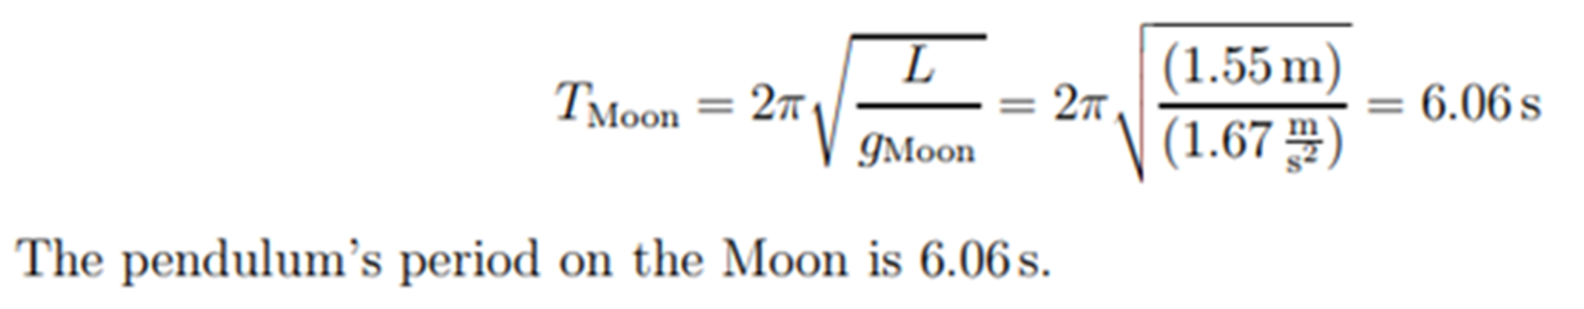 T_Moon = 2π√(L/g_Moon) = 2π√((1.55 m)/(1.67 m/s²)) = 6.06 s
The pendulum’s period on the Moon is 6.06 s.